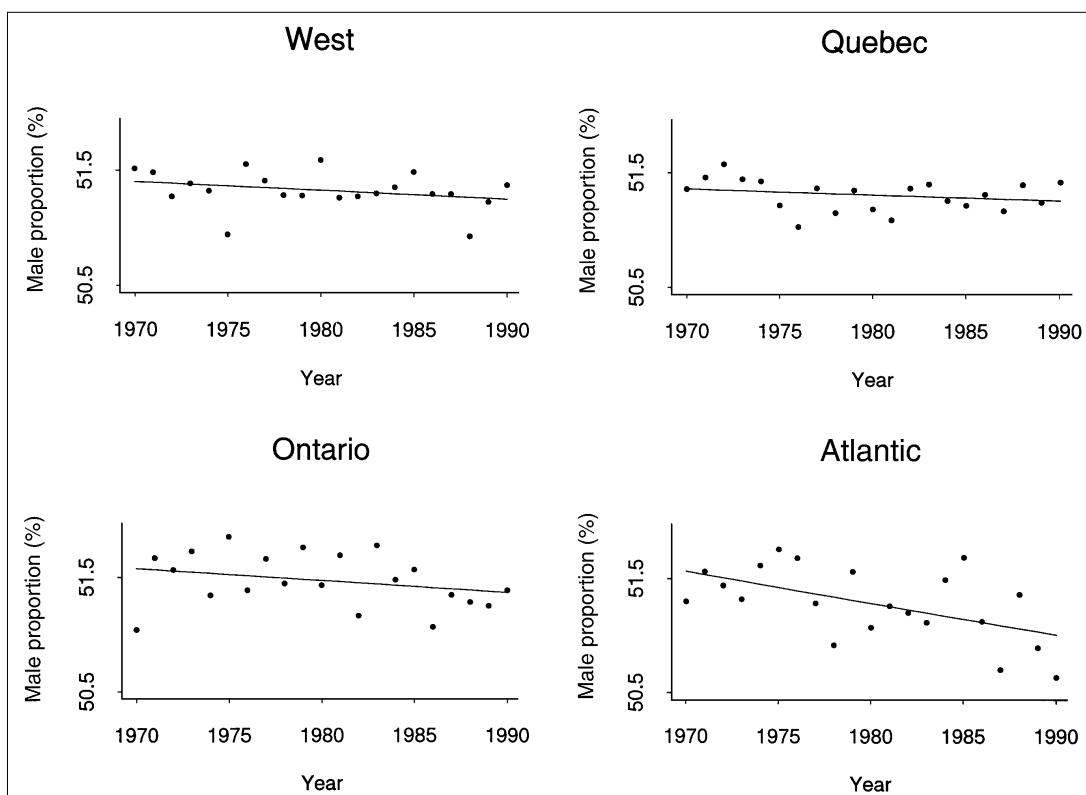 West
Male proportion (%)
51.5
50.5
1970 1975 1980 1985 1990
Year
Quebec
Male proportion (%)
51.5
50.5
1970 1975 1980 1985 1990
Year
Ontario
Male proportion (%)
51.5
50.5
1970 1975 1980 1985 1990
Year
Atlantic
Male proportion (%)
51.5
50.5
1970 1975 1980 1985 1990
Year